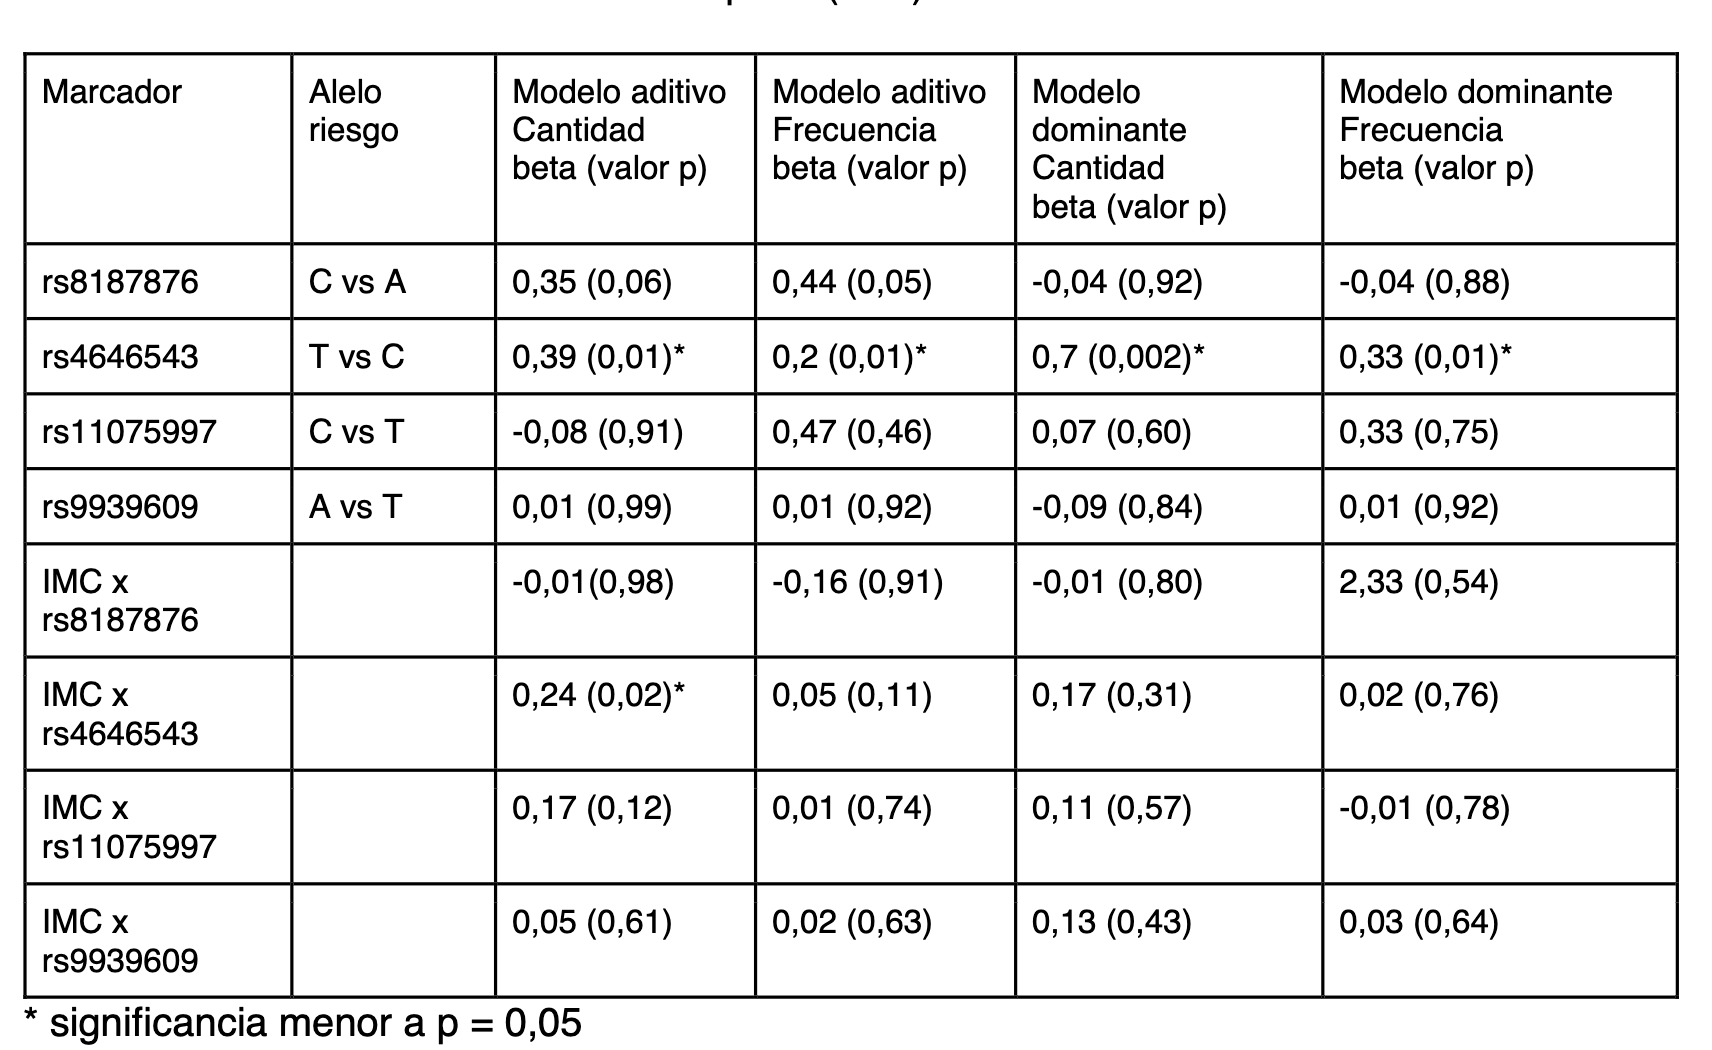 Marcador
Alelo
riesgo
Modelo aditivo
Cantidad
beta (valor p)
Modelo aditivo
Frecuencia
beta (valor p)
Modelo
dominante
Cantidad
beta (valor p)
Modelo dominante
Frecuencia
beta (valor p)
rs8187876
C vs A
0,35 (0,06)
0,44 (0,05)
-0,04 (0,92)
-0,04 (0,88)
rs4646543
T vs C
0,39 (0,01)*
0,2 (0,01)*
0,7 (0,002)*
0,33 (0,01)*
rs11075997
C vs T
-0,08 (0,91)
0,47 (0,46)
0,07 (0,60)
0,33 (0,75)
rs9939609
A vs T
0,01 (0,99)
0,01 (0,92)
-0,09 (0,84)
0,01 (0,92)
IMC x
rs8187876
-0,01(0,98)
-0,16 (0,91)
-0,01 (0,80)
2,33 (0,54)
IMC x
rs4646543
0,24 (0,02)*
0,05 (0,11)
0,17 (0,31)
0,02 (0,76)
IMC x
rs11075997
0,17 (0,12)
0,01 (0,74)
0,11 (0,57)
-0,01 (0,78)
IMC x
rs9939609
0,05 (0,61)
0,02 (0,63)
0,13 (0,43)
0,03 (0,64)
* significancia menor a p = 0,05